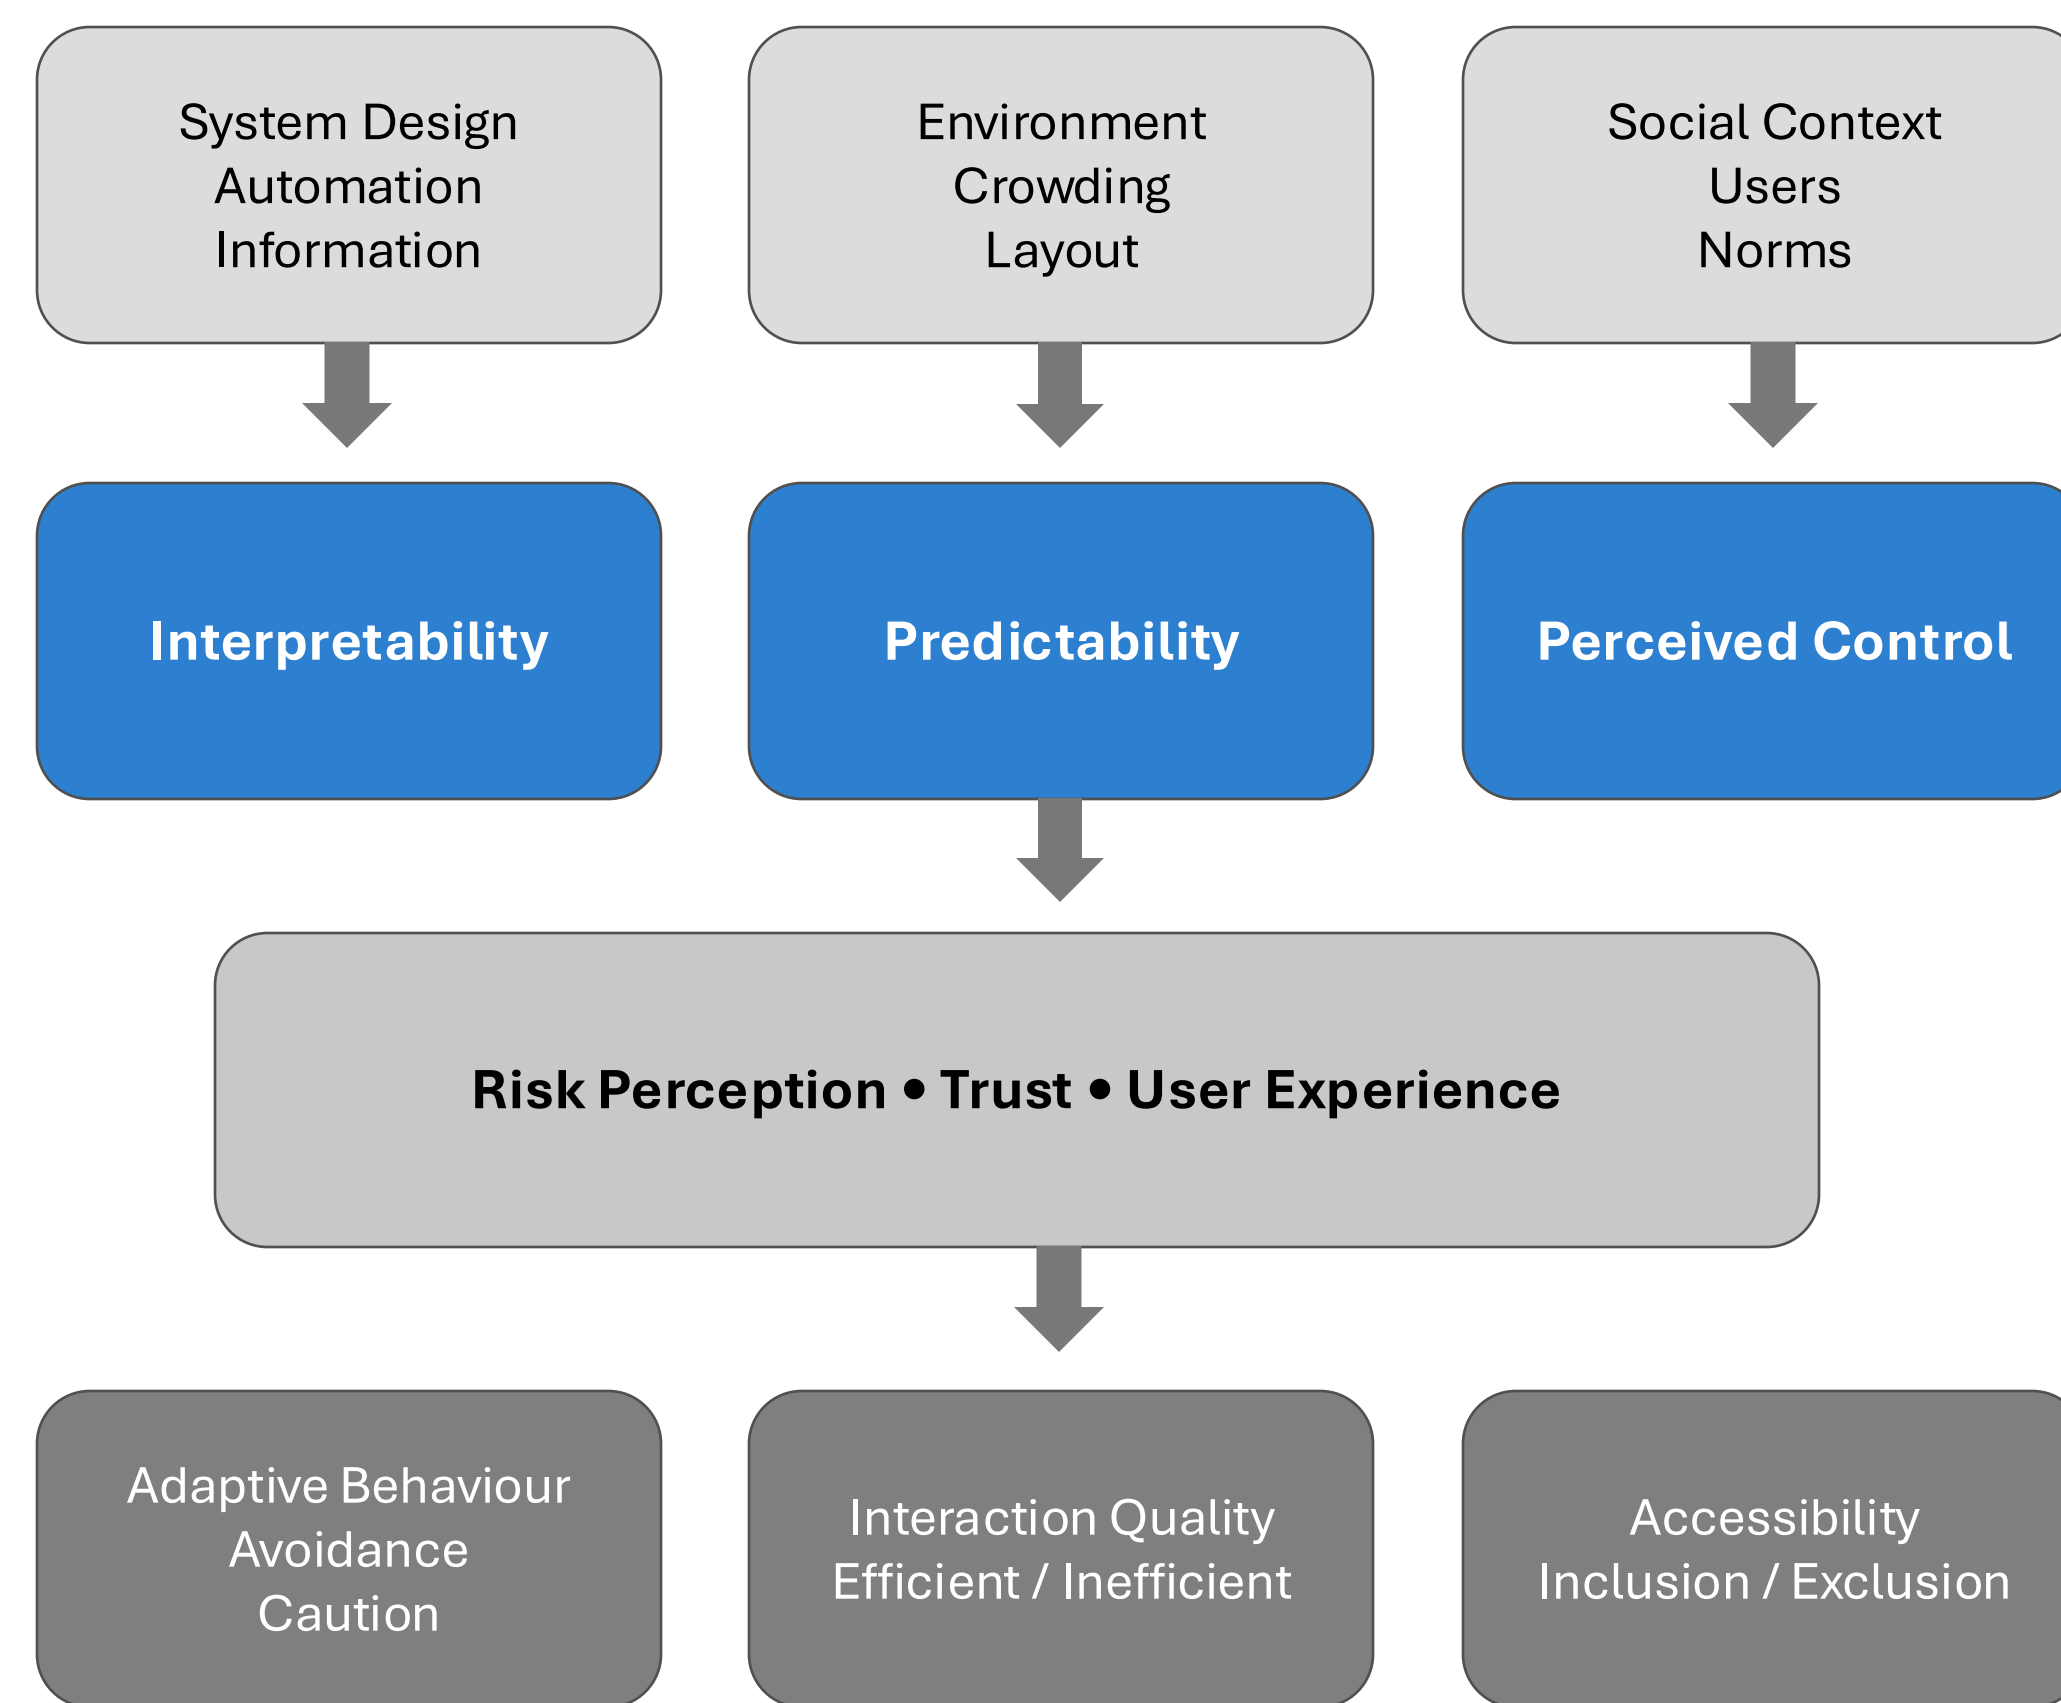 System Design
Automation
Information
Environment
Crowding
Layout
Social Context
Users
Norms
Interpretability
Predictability
Perceived Control
Risk Perception • Trust • User Experience
Adaptive Behaviour
Avoidance
Caution
Interaction Quality
Efficient / Inefficient
Accessibility
Inclusion / Exclusion